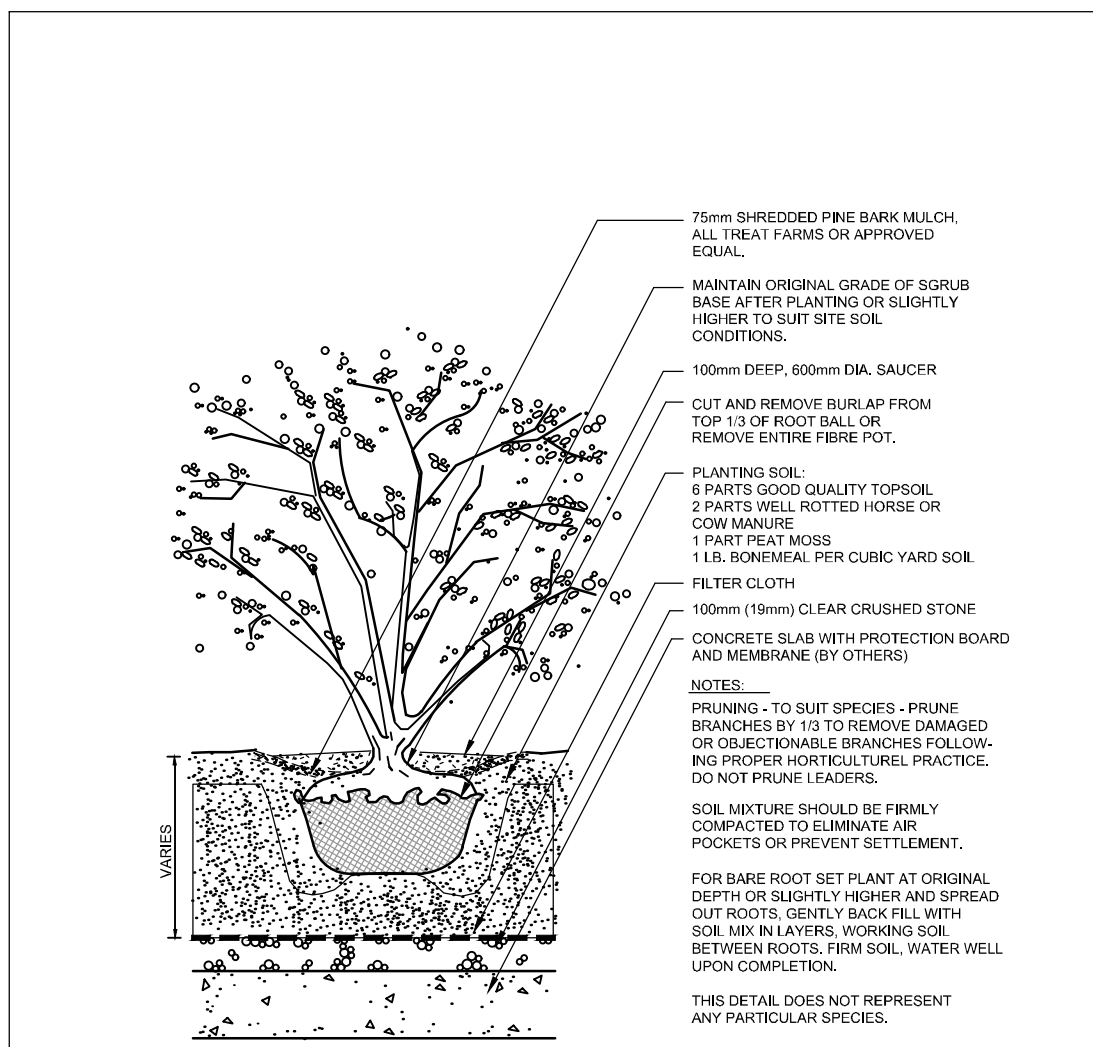 75mm SHREDDED PINE BARK MULCH,
ALL TREAT FARMS OR APPROVED
EQUAL.
MAINTAIN ORIGINAL GRADE OF SGRUB
BASE AFTER PLANTING OR SLIGHTLY
HIGHER TO SUIT SITE SOIL
CONDITIONS.
100mm DEEP, 600mm DIA. SAUCER
CUT AND REMOVE BURLAP FROM
TOP 1/3 OF ROOT BALL OR
REMOVE ENTIRE FIBRE POT.
PLANTING SOIL:
6 PARTS GOOD QUALITY TOPSOIL
2 PARTS WELL ROTTED HORSE OR
COW MANURE
1 PART PEAT MOSS
1 LB. BONEMEAL PER CUBIC YARD SOIL
FILTER CLOTH
100mm (19mm) CLEAR CRUSHED STONE
CONCRETE SLAB WITH PROTECTION BOARD
AND MEMBRANE (BY OTHERS)
NOTES:
PRUNING - TO SUIT SPECIES - PRUNE
BRANCHES BY 1/3 TO REMOVE DAMAGED
OR OBJECTIONABLE BRANCHES FOLLOW-
ING PROPER HORTICULTUREL PRACTICE.
DO NOT PRUNE LEADERS.
SOIL MIXTURE SHOULD BE FIRMLY
COMPACTED TO ELIMINATE AIR
POCKETS OR PREVENT SETTLEMENT.
FOR BARE ROOT SET PLANT AT ORIGINAL
DEPTH OR SLIGHTLY HIGHER AND SPREAD
OUT ROOTS, GENTLY BACK FILL WITH
SOIL MIX IN LAYERS, WORKING SOIL
BETWEEN ROOTS. FIRM SOIL, WATER WELL
UPON COMPLETION.
THIS DETAIL DOES NOT REPRESENT
ANY PARTICULAR SPECIES.
VARIES